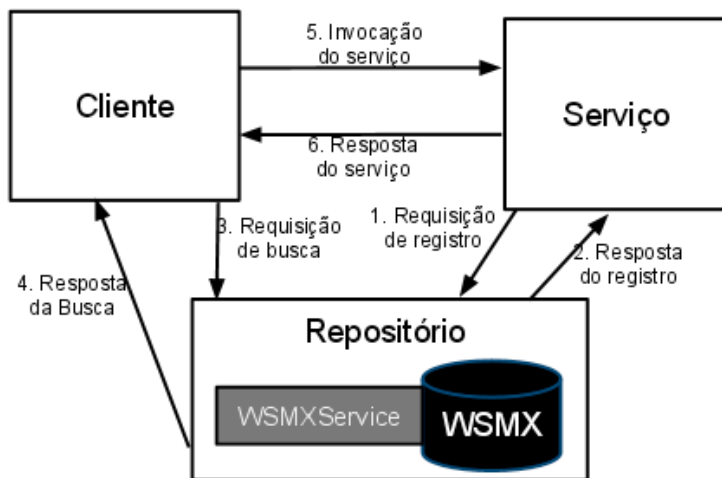 5. Invocação
do serviço
Cliente
Serviço
6. Resposta
do serviço
3. Requisição
de busca
1. Requisição
de registro
2. Resposta
do registro
4. Resposta
da Busca
Repositório
WSMXService
WSMX